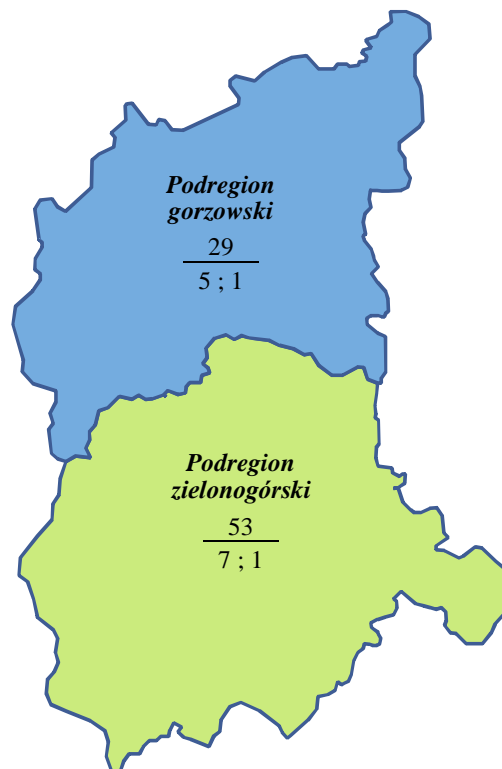 Podregion
gorzowski
29
5 ; 1
Podregion
zielonogórski
53
7 ; 1